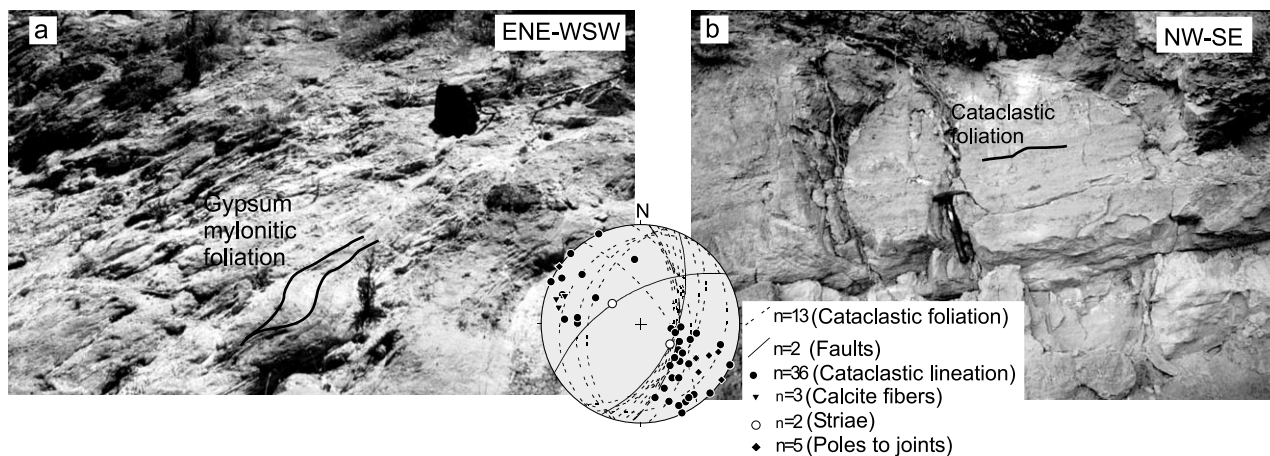 a
ENE-WSW
Gypsum
mylonitic
foliation
b
NW-SE
Cataclastic
foliation
N
n=13 (Cataclastic foliation)
n=2 (Faults)
n=36 (Cataclastic lineation)
n=3 (Calcite fibers)
n=2 (Striae)
n=5 (Poles to joints)